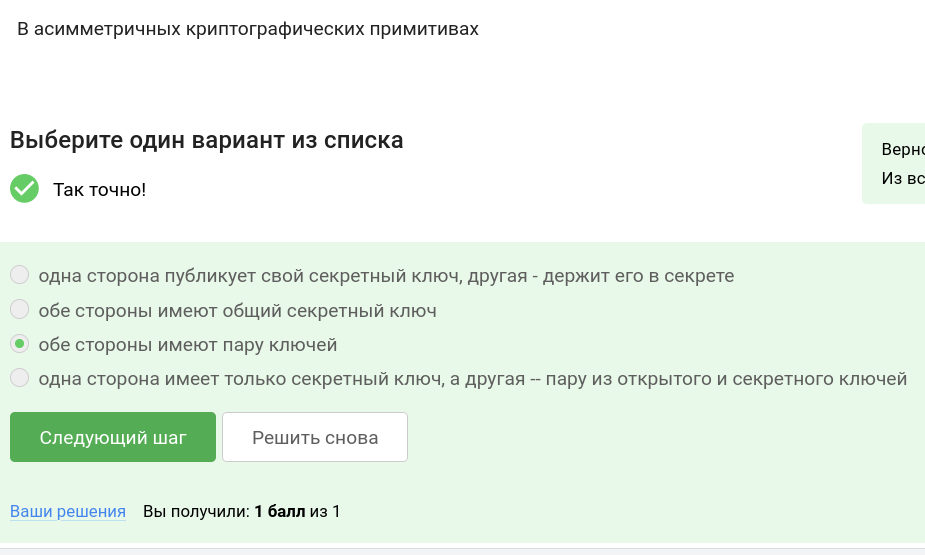 В асимметричных криптографических примитивах
Выберите один вариант из списка
Так точно!
Верно
Из вс
одна сторона публикует свой секретный ключ, другая - держит его в секрете
обе стороны имеют общий секретный ключ
обе стороны имеют пару ключей
одна сторона имеет только секретный ключ, а другая -- пару из открытого и секретного ключей
Следующий шаг Решить снова
Ваши решения Вы получили: 1 балл из 1